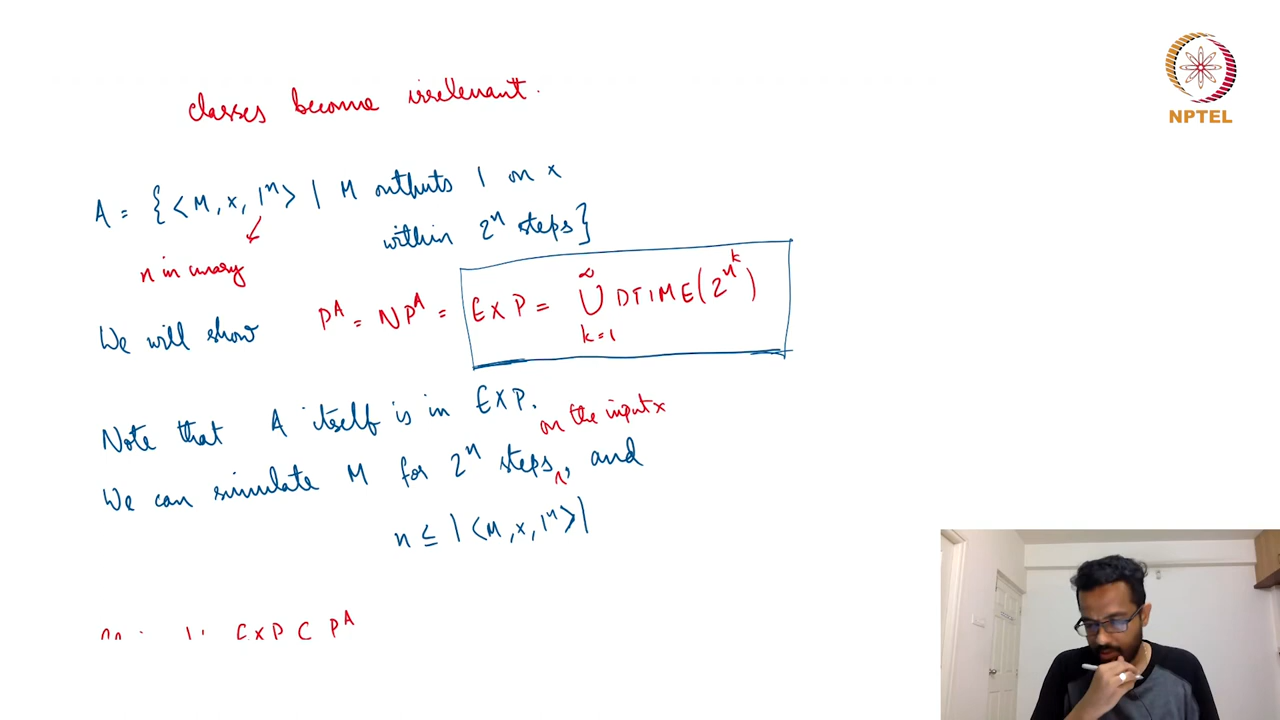 classes become irrelevant.
NPTEL
A = {<M, x, 1^n> | M outputs 1 on x
within 2^n steps}
n in unary
We will show P^A = NP^A = EXP = ∞⋃k=1 DTIME(2^{n^k})
Note that A itself is in EXP.
on the input x
We can simulate M for 2^n steps, and
n ≤ |<M, x, 1^n>|
EXP ⊂ P^A